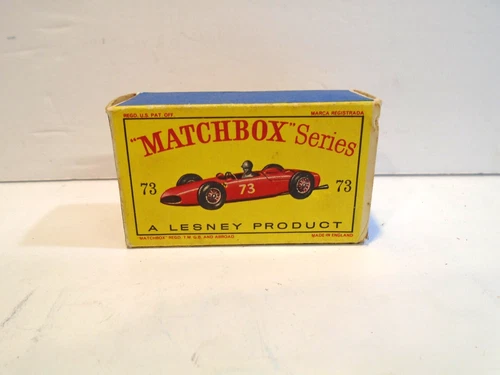 REGD. U.S. PAT. OFF. MARCA REGISTRADA
"MATCHBOX" Series
73 73 73
A LESNEY PRODUCT
"MATCHBOX" REGD. T.M. U.S. AND ABROAD MADE IN ENGLAND